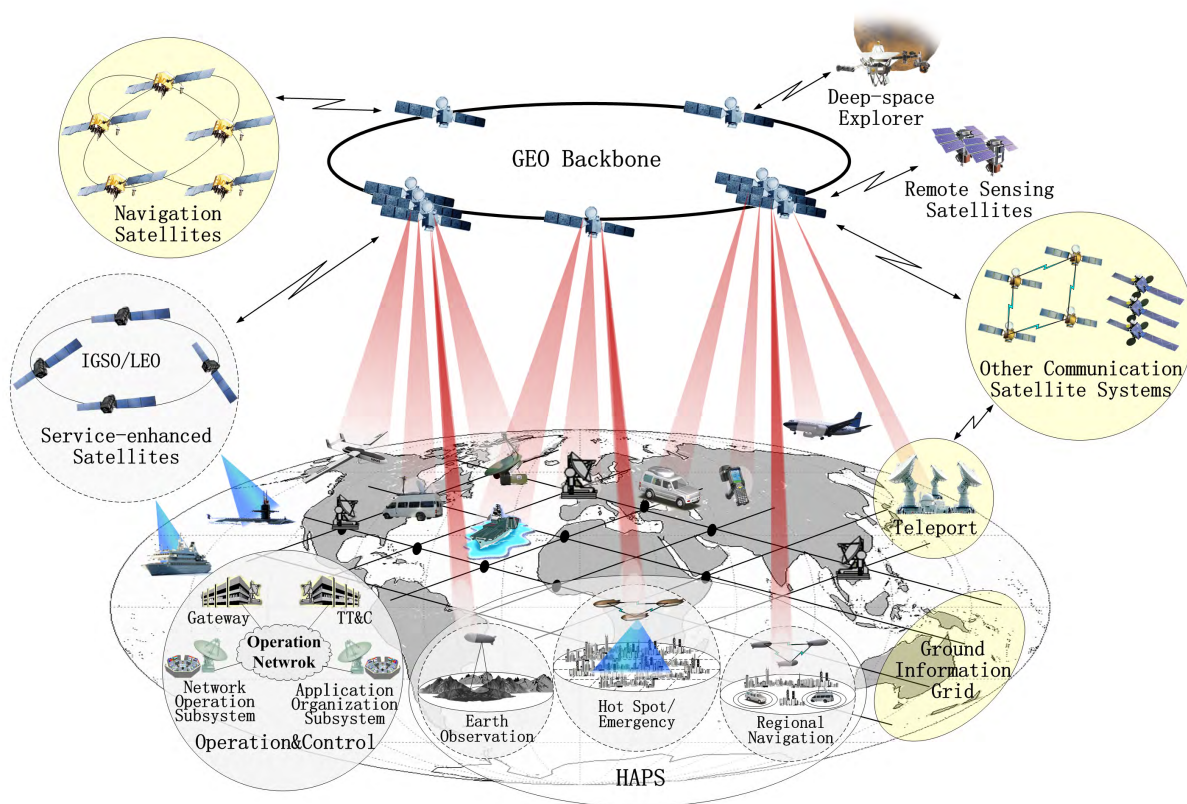 Deep-space
Explorer
GEO Backbone
Remote Sensing
Satellites
Navigation
Satellites
IGSO/LEO
Service-enhanced
Satellites
Other Communication
Satellite Systems
Teleport
Gateway
TT&C
Operation
Netwrok
Network
Operation
Subsystem
Application
Organization
Subsystem
Operation&Control
Earth
Observation
Hot Spot/
Emergency
Regional
Navigation
Ground
Information
Grid
HAPS